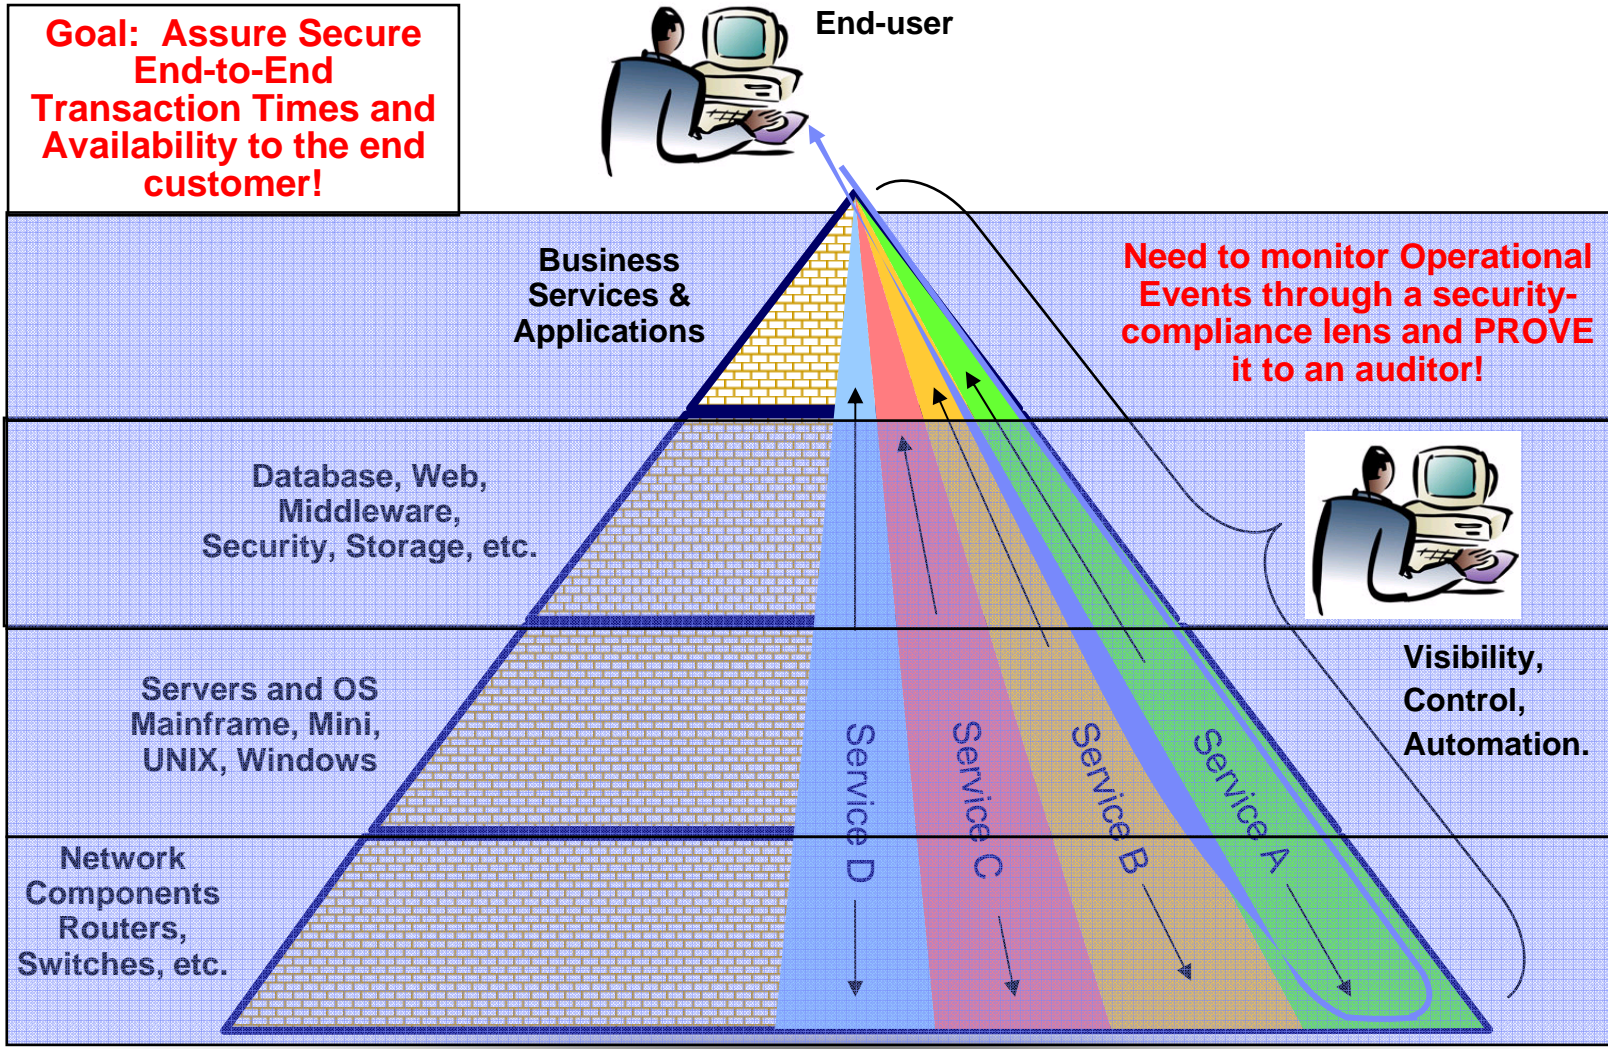 Goal: Assure Secure
End-to-End
Transaction Times and
Availability to the end
customer!
End-user
Business
Services &
Applications
Need to monitor Operational
Events through a security-
compliance lens and PROVE
it to an auditor!
Database, Web,
Middleware,
Security, Storage, etc.
Servers and OS
Mainframe, Mini,
UNIX, Windows
Visibility,
Control,
Automation.
Service D
Service C
Service B
Service A
Network
Components
Routers,
Switches, etc.